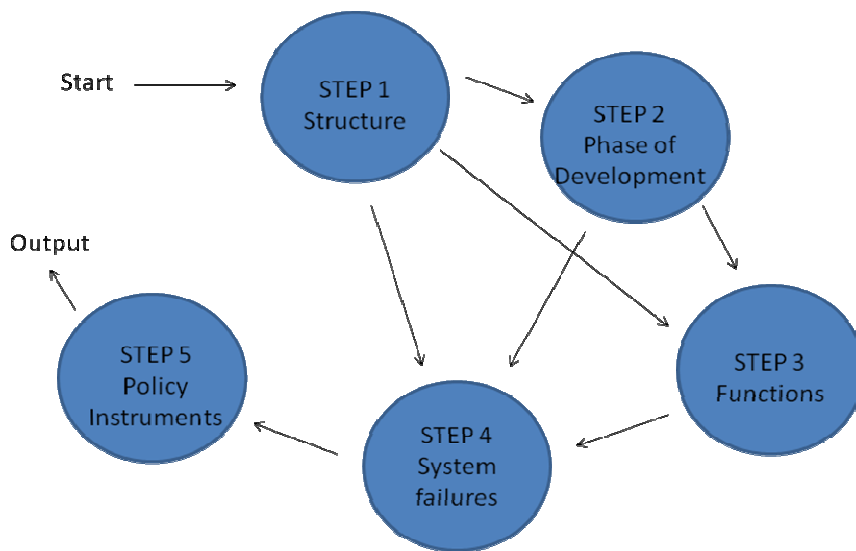 Start
STEP 1
Structure
STEP 2
Phase of
Development
STEP 3
Functions
STEP 4
System
failures
STEP 5
Policy
Instruments
Output